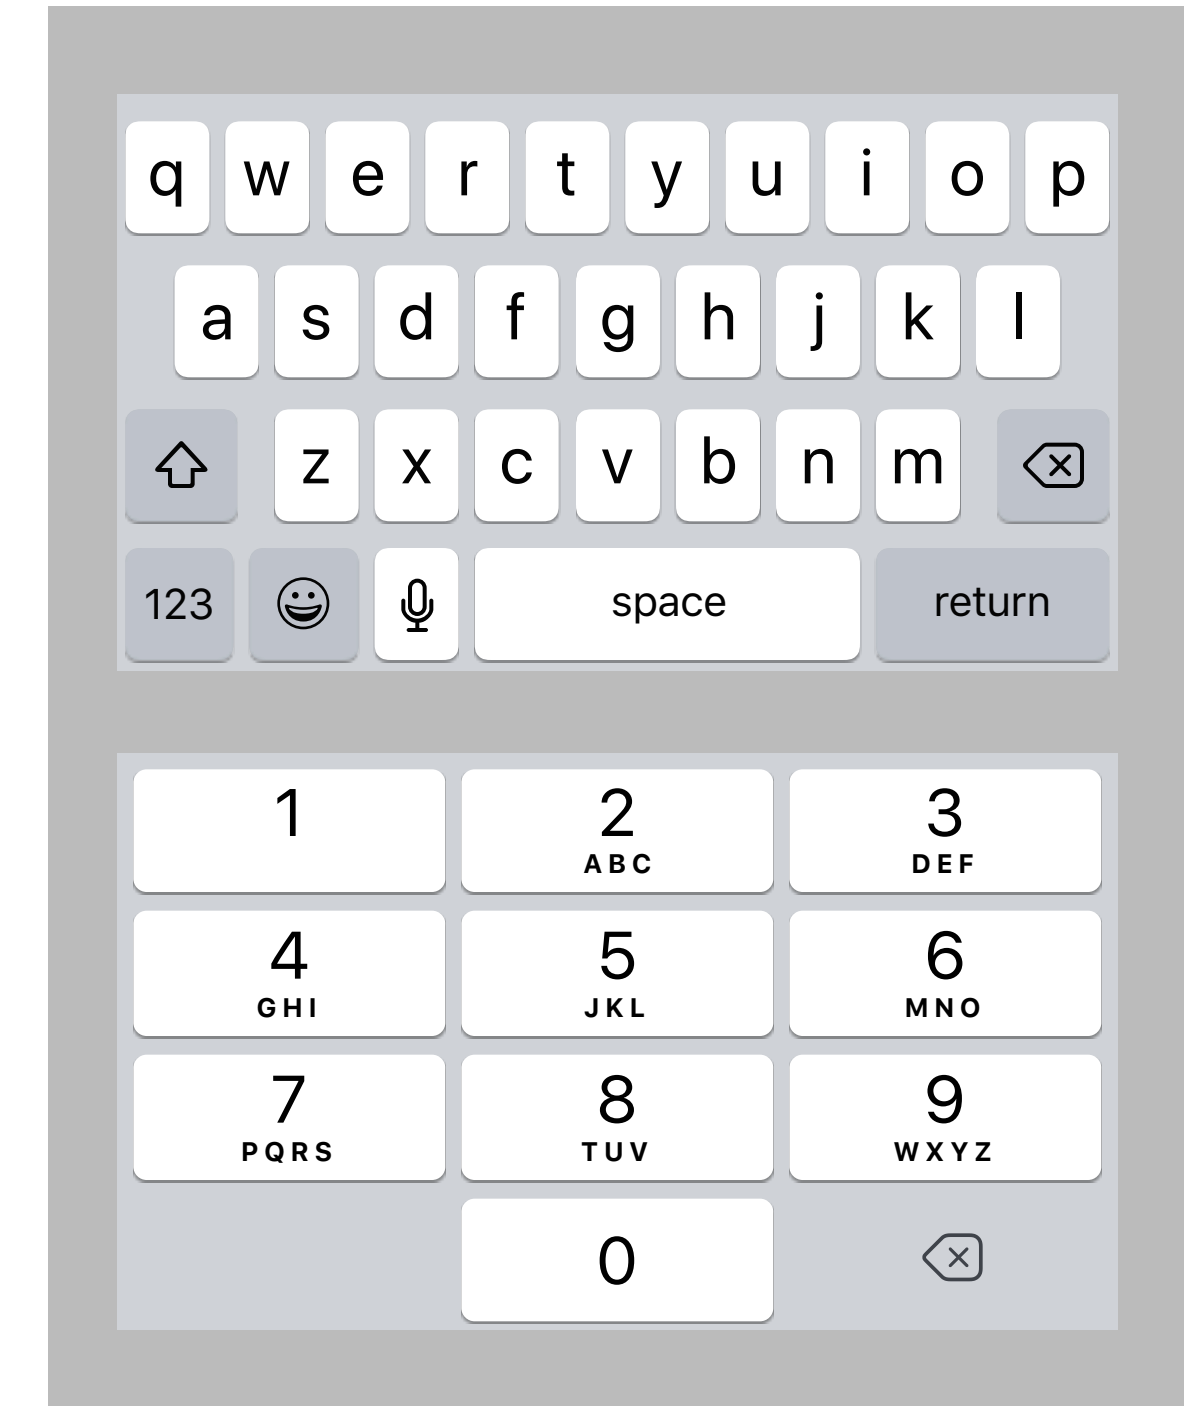 q w e r t y u i o p
a s d f g h j k l
z x c v b n m
123 space return
1 2 3
ABC DEF
4 5 6
GHI JKL MNO
7 8 9
PQRS TUV WXYZ
0